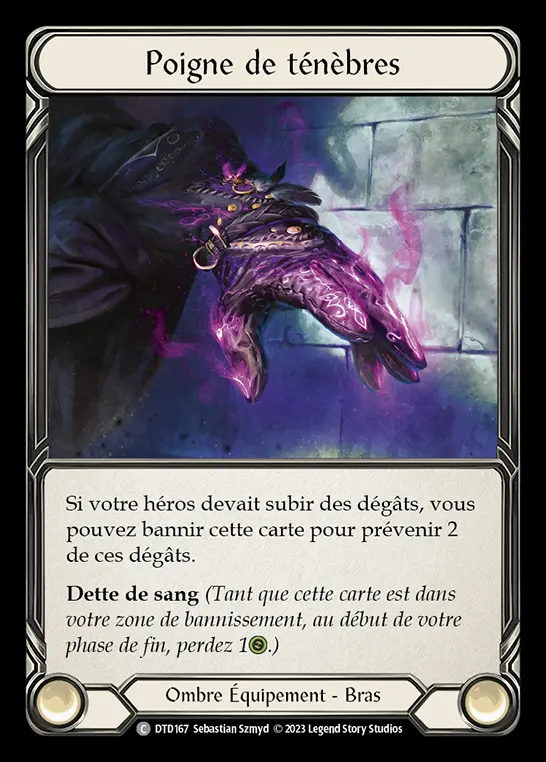 Poigne de ténèbres
Si votre héros devait subir des dégâts, vous
pouvez bannir cette carte pour prévenir 2
de ces dégâts.
Dette de sang (Tant que cette carte est dans
votre zone de bannissement, au début de votre
phase de fin, perdez 1.)
Ombre Équipement - Bras
C DTD167 Sebastian Szmyd © 2023 Legend Story Studios